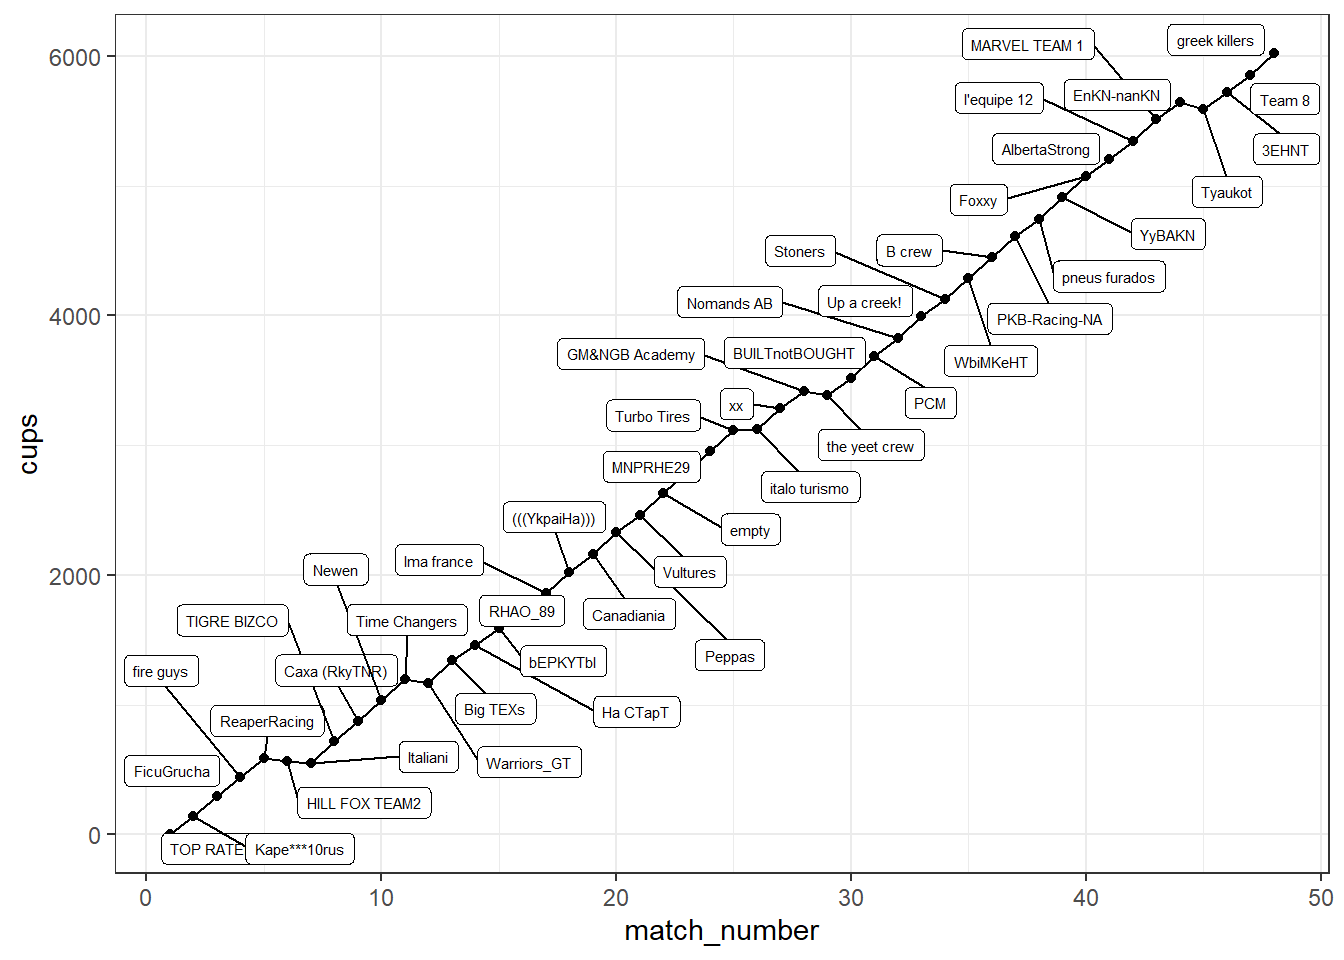 greek killers
MARVEL TEAM 1
6000
EnKN-nanKN
l'equipe 12
Team 8
AlbertaStrong
3EHNT
Foxxy
Tyaukot
YyBAKN
Stoners
B crew
pneus furados
Nomands AB
Up a creek!
4000
PKB-Racing-NA
GM&NGB Academy
BUILTnotBOUGHT
WbiMKeHT
xx
PCM
Turbo Tires
cups
the yeet crew
MNPRHE29
italo turismo
(((YkpaiHa)))
empty
Ima france
Newen
2000
Vultures
RHAO_89
Canadiania
TIGRE BIZCO
Time Changers
Peppas
bEPKYTbI
fire guys
Caxa (RkyTNR)
Big TEXs
Ha CTapT
ReaperRacing
Italiani
Warriors_GT
FicuGrucha
HILL FOX TEAM2
0
TOP RATE
Kape***10rus
0 10 20 30 40 50
match_number